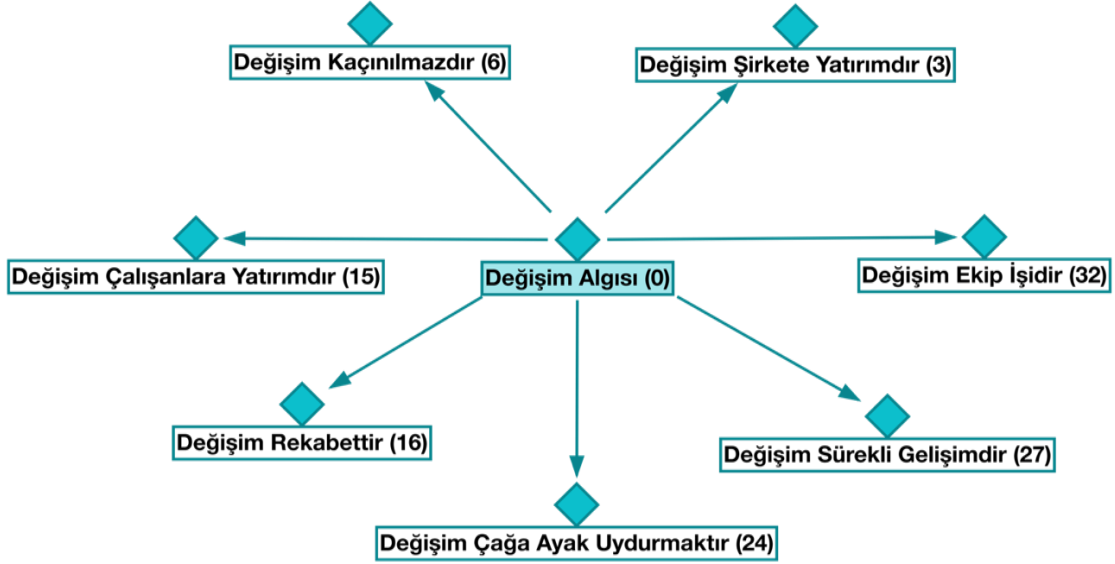 Değişim Kaçınılmazdır (6)
Değişim Şirkete Yatırımdır (3)
Değişim Çalışanlara Yatırımdır (15)
Değişim Algısı (0)
Değişim Ekip İşidir (32)
Değişim Rekabettir (16)
Değişim Sürekli Gelişimdir (27)
Değişim Çağa Ayak Uydurmaktır (24)